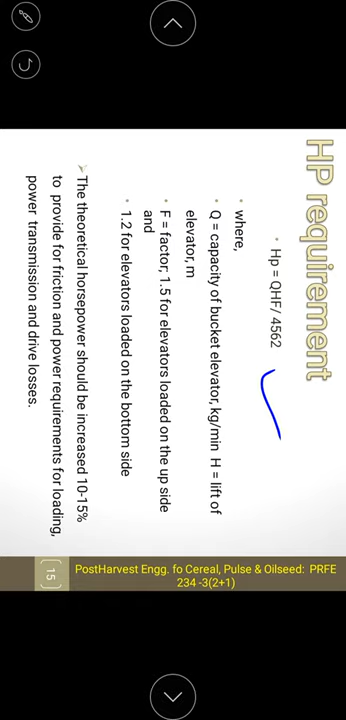 HP requirement
• Hp = QHF/ 4562
• where,
• Q = capacity of bucket elevator, kg/min H = lift of
elevator, m
• F = factor, 1.5 for elevators loaded on the up side
and
• 1.2 for elevators loaded on the bottom side
➢ The theoretical horsepower should be increased 10-15%
to provide for friction and power requirements for loading,
power transmission and drive losses.
PostHarvest Engg. fo Cereal, Pulse & Oilseed: PRFE
234 -3(2+1)
15